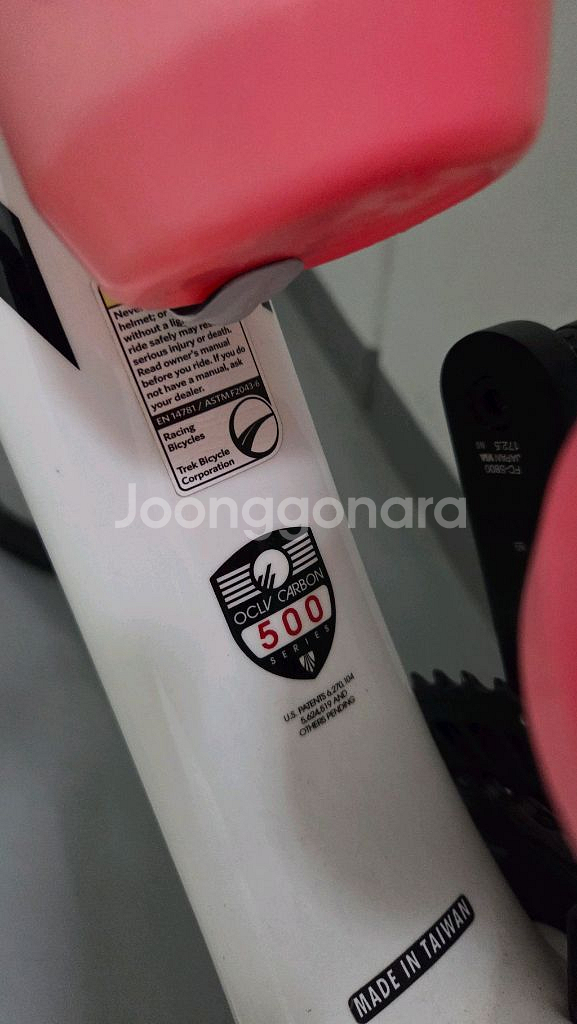 Never
helmet; or
without a lig
ride safely may res
serious injury or death.
Read owner's manual
before you ride. If you do
not have a manual, ask
your dealer.
EN 14781 / ASTM F2043-6
Racing
Bicycles
Trek Bicycle
Corporation
Joonggonara
OCLV CARBON
500
SERIES
U.S. PATENTS 6,270,104
5,624,519 AND
OTHERS PENDING
MADE IN TAIWAN
FC-5800
JAPAN
172.5